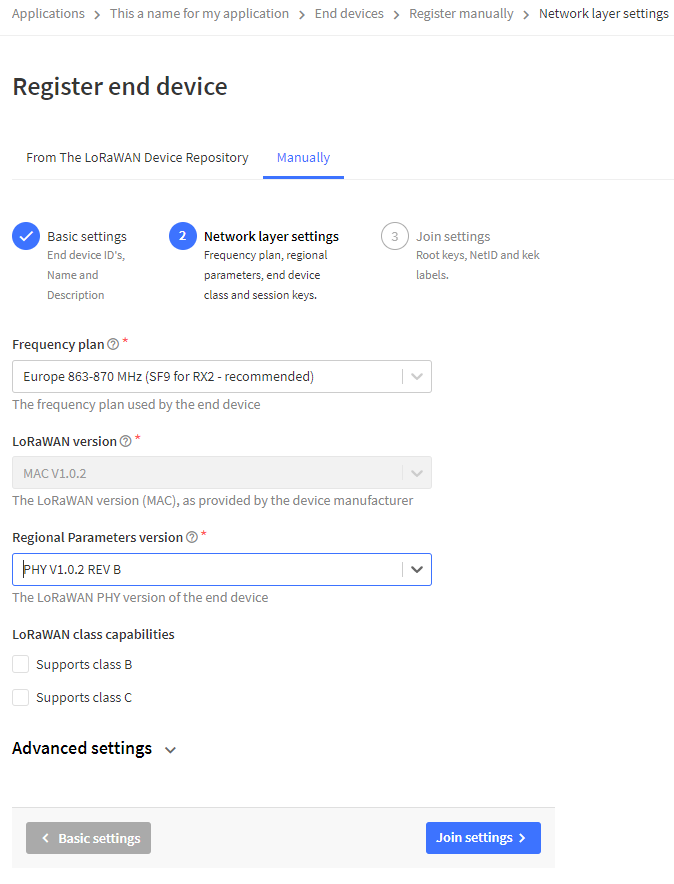 Applications > This a name for my application > End devices > Register manually > Network layer settings
Register end device
From The LoRaWAN Device Repository Manually
Basic settings
End device ID's,
Name and
Description
2 Network layer settings
Frequency plan, regional
parameters, end device
class and session keys.
3 Join settings
Root keys, NetID and kek
labels.
Frequency plan ? *
Europe 863-870 MHz (SF9 for RX2 - recommended)
The frequency plan used by the end device
LoRaWAN version ? *
MAC V1.0.2
The LoRaWAN version (MAC), as provided by the device manufacturer
Regional Parameters version ? *
PHY V1.0.2 REV B
The LoRaWAN PHY version of the end device
LoRaWAN class capabilities
Supports class B
Supports class C
Advanced settings
< Basic settings Join settings >